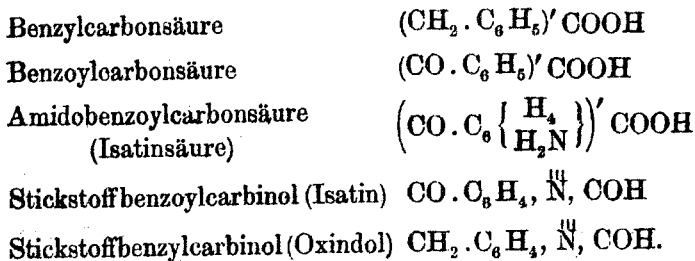 Benzylcarbonsäure (CH₂.C₆H₅)′COOH
Benzoylcarbonsäure (CO.C₆H₅)′COOH
Amidobenzoylcarbonsäure (Isatinsäure) (CO.C₆{H₄ H₂N})′COOH
Stickstoffbenzoylcarbinol (Isatin) CO.C₆H₄, N‴, COH
Stickstoffbenzylcarbinol (Oxindol) CH₂.C₆H₄, N‴, COH.